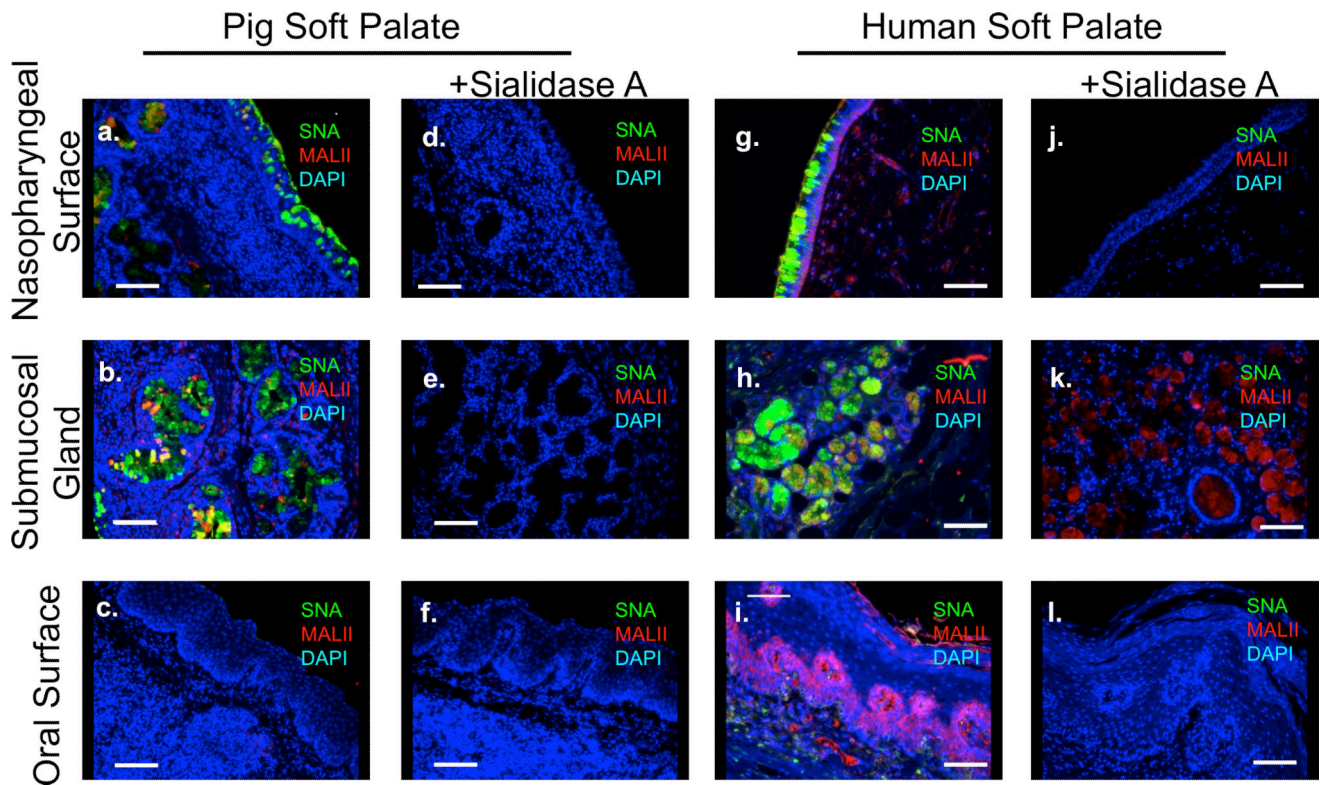 Pig Soft Palate
Human Soft Palate
+Sialidase A
+Sialidase A
Nasopharyngeal
Surface
a.
SNA
MALII
DAPI
d.
SNA
MALII
DAPI
g.
SNA
MALII
DAPI
j.
SNA
MALII
DAPI
Submucosal
Gland
b.
SNA
MALII
DAPI
e.
SNA
MALII
DAPI
h.
SNA
MALII
DAPI
k.
SNA
MALII
DAPI
Oral Surface
c.
SNA
MALII
DAPI
f.
SNA
MALII
DAPI
i.
SNA
MALII
DAPI
l.
SNA
MALII
DAPI